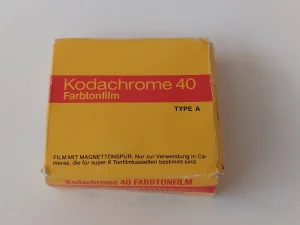 Kodachrome 40
Farbtonfilm
TYPE A
FILM MIT MAGNETTONSPUR: Nur zur Verwendung in Ca-
meras, die für super 8 Tonfilmkassetten bestimmt sind.
Kodachrome 40 FARBTONFILM